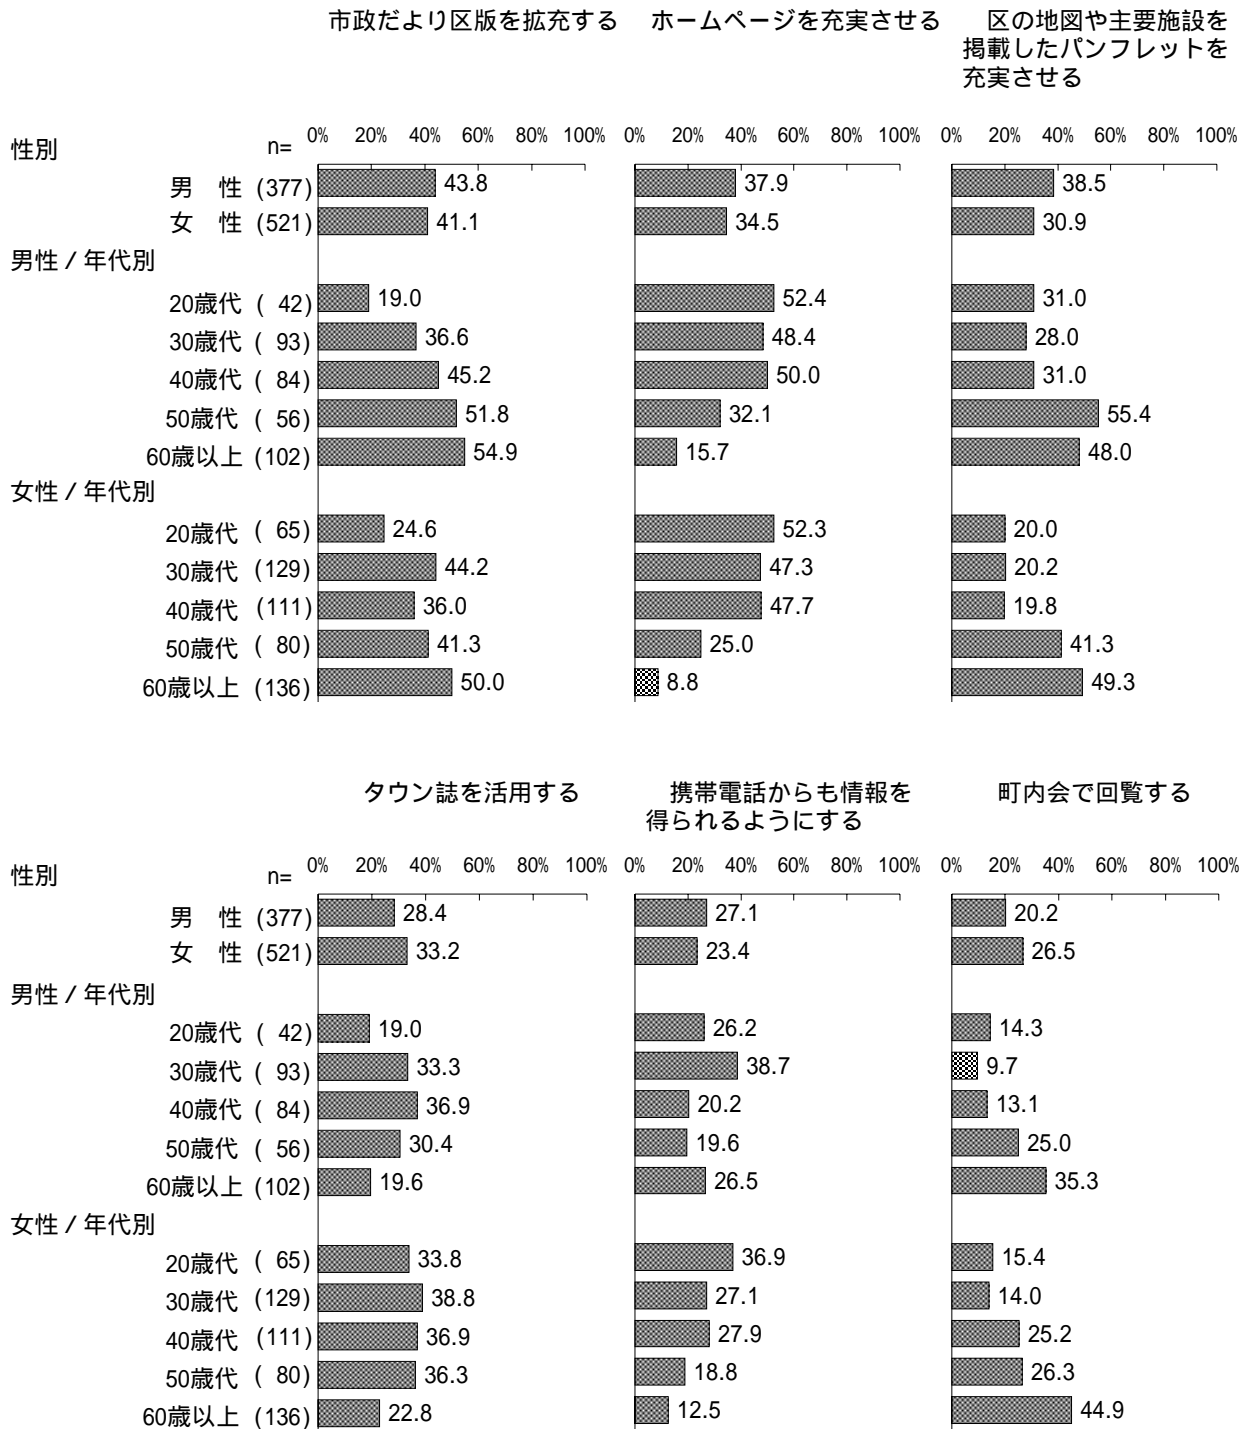 市政だより区版を拡充する ホームページを充実させる 区の地図や主要施設を
掲載したパンフレットを
充実させる
0% 20% 40% 60% 80% 100% 0% 20% 40% 60% 80% 100% 0% 20% 40% 60% 80% 100%
性別 n=
男 性 (377) 43.8 37.9 38.5
女 性 (521) 41.1 34.5 30.9
男性 / 年代別
20歳代 ( 42) 19.0 52.4 31.0
30歳代 ( 93) 36.6 48.4 28.0
40歳代 ( 84) 45.2 50.0 31.0
50歳代 ( 56) 51.8 32.1 55.4
60歳以上 (102) 54.9 15.7 48.0
女性 / 年代別
20歳代 ( 65) 24.6 52.3 20.0
30歳代 (129) 44.2 47.3 20.2
40歳代 (111) 36.0 47.7 19.8
50歳代 ( 80) 41.3 25.0 41.3
60歳以上 (136) 50.0 8.8 49.3
タウン誌を活用する 携帯電話からも情報を 町内会で回覧する
得られるようにする
0% 20% 40% 60% 80% 100% 0% 20% 40% 60% 80% 100% 0% 20% 40% 60% 80% 100%
性別 n=
男 性 (377) 28.4 27.1 20.2
女 性 (521) 33.2 23.4 26.5
男性 / 年代別
20歳代 ( 42) 19.0 26.2 14.3
30歳代 ( 93) 33.3 38.7 9.7
40歳代 ( 84) 36.9 20.2 13.1
50歳代 ( 56) 30.4 19.6 25.0
60歳以上 (102) 19.6 26.5 35.3
女性 / 年代別
20歳代 ( 65) 33.8 36.9 15.4
30歳代 (129) 38.8 27.1 14.0
40歳代 (111) 36.9 27.9 25.2
50歳代 ( 80) 36.3 18.8 26.3
60歳以上 (136) 22.8 12.5 44.9